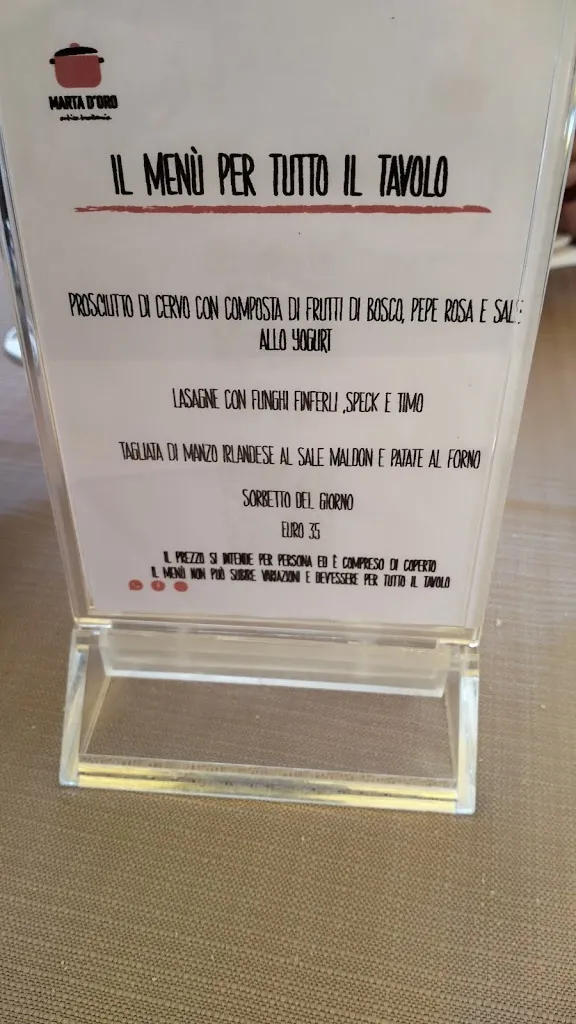 MARTA D'ORO
antica trattoria
IL MENÙ PER TUTTO IL TAVOLO
PROSCIUTTO DI CERVO CON COMPOSTA DI FRUTTI DI BOSCO, PEPE ROSA E SALE
ALLO YOGURT
LASAGNE CON FUNGHI FINFERLI ,SPECK E TIMO
TAGLIATA DI MANZO IRLANDESE AL SALE MALDON E PATATE AL FORNO
SORBETTO DEL GIORNO
EURO 35
IL PREZZO SI INTENDE PER PERSONA ED È COMPRESO DI COPERTO
IL MENÙ NON PUÒ SUBIRE VARIAZIONI E DEV'ESSERE PER TUTTO IL TAVOLO